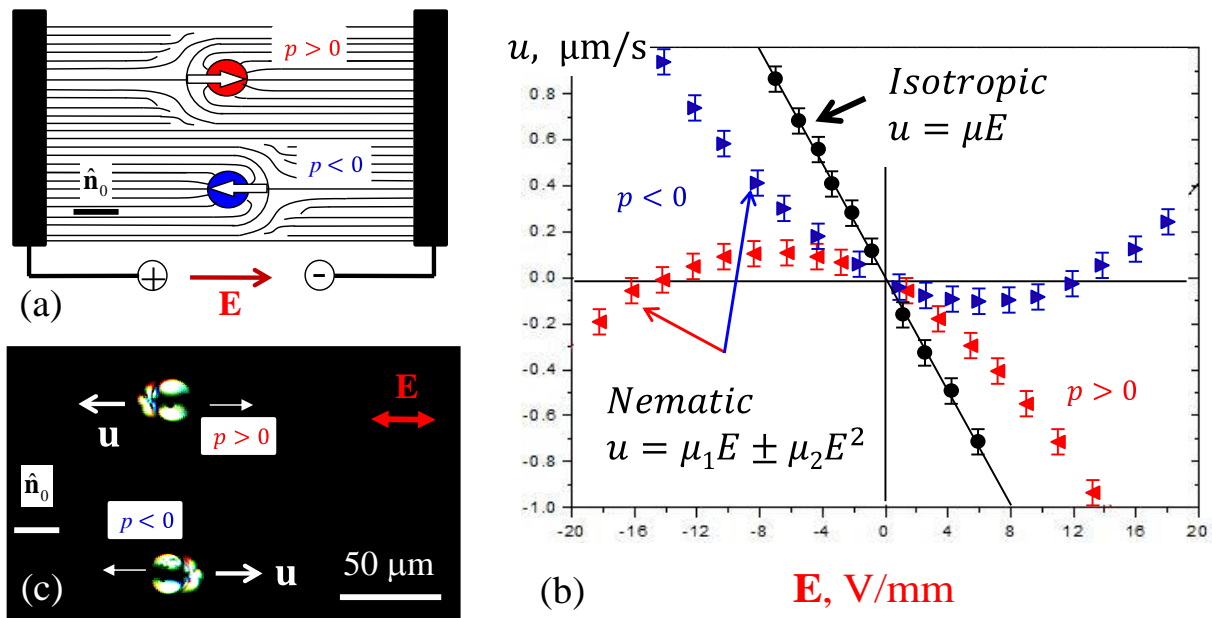 p > 0
p < 0
n̂₀
+
-
E
(a)
u, μm/s
0.8
0.6
0.4
0.2
0.0
-0.2
-0.4
-0.6
-0.8
-1.0
-20 -16 -12 -8 -4 0 4 8 12 16 20
Isotropic
u = μE
p < 0
p > 0
Nematic
u = μ₁E ± μ₂E²
(b)
E, V/mm
E
u
p > 0
n̂₀
p < 0
u
50 μm
(c)